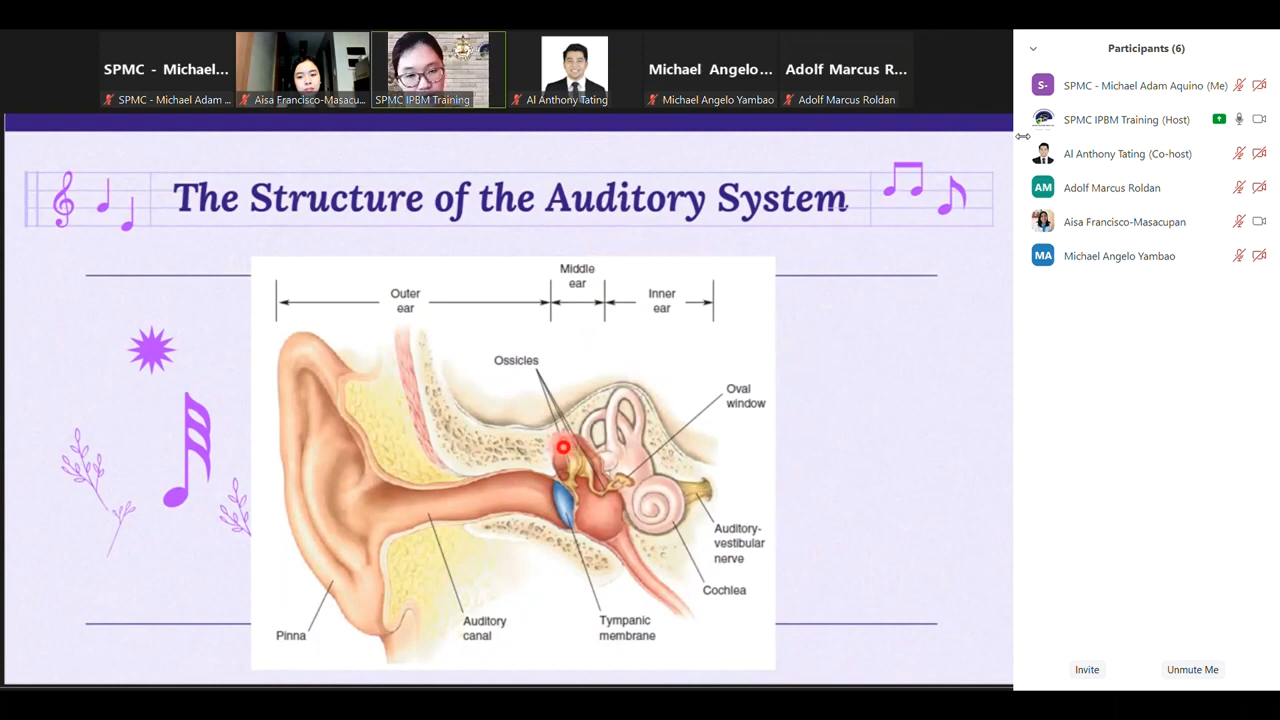 SPMC - Michael...
Michael Angelo...
Adolf Marcus R...
SPMC - Michael Adam ...
Aisa Francisco-Masacu...
SPMC IPBM Training
Al Anthony Tating
Michael Angelo Yambao
Adolf Marcus Roldan
The Structure of the Auditory System
Middle
ear
Outer
ear
Inner
ear
Ossicles
Oval
window
Auditory-
vestibular
nerve
Cochlea
Tympanic
membrane
Auditory
canal
Pinna
Participants (6)
S-
SPMC - Michael Adam Aquino (Me)
SPMC IPBM Training (Host)
Al Anthony Tating (Co-host)
AM
Adolf Marcus Roldan
Aisa Francisco-Masacupan
MA
Michael Angelo Yambao
Invite
Unmute Me